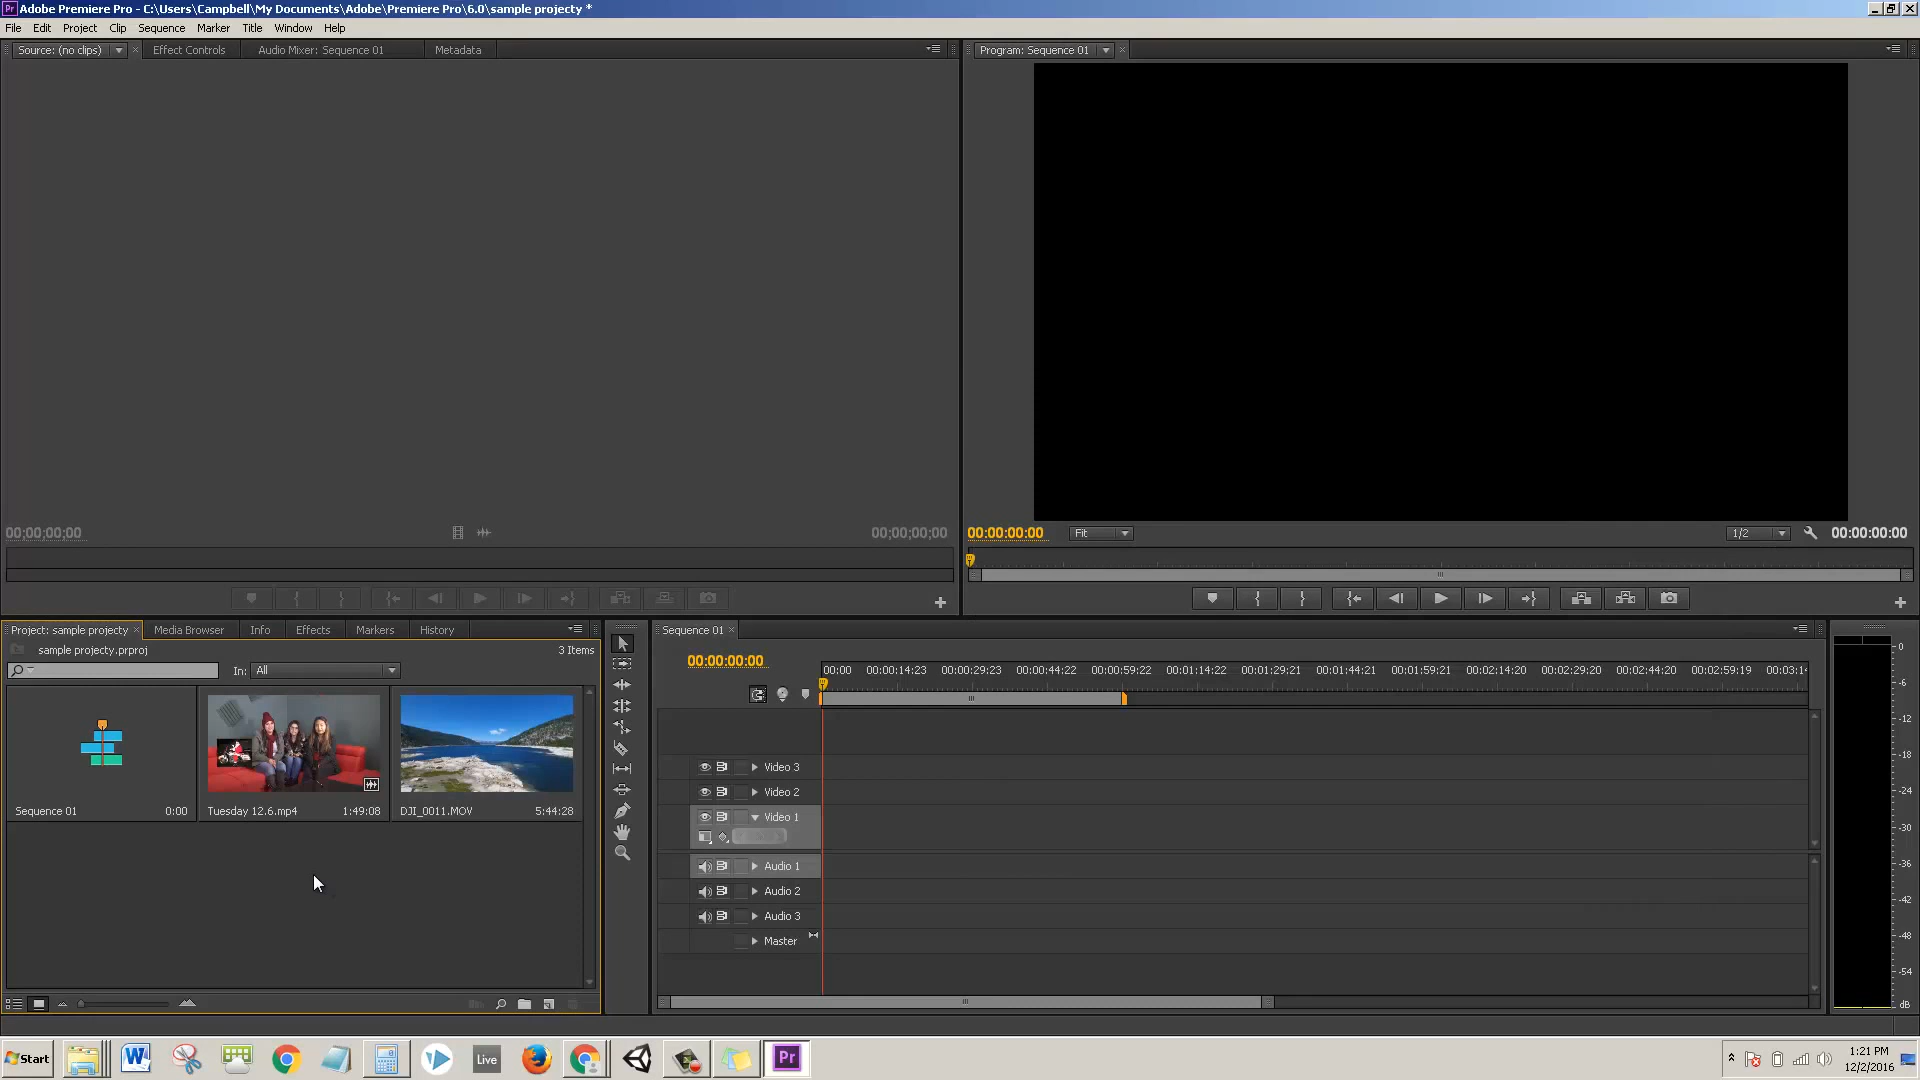 Adobe Premiere Pro - C:\Users\Campbell\My Documents\Adobe\Premiere Pro\6.0\sample projecty *
File Edit Project Clip Sequence Marker Title Window Help
Source: (no clips) Effect Controls Audio Mixer: Sequence 01 Metadata
Program: Sequence 01
00;00;00;00 00;00;00;00
00:00:00:00 Fit 1/2 00:00:00:00
Project: sample projecty Media Browser Info Effects Markers History
sample projecty.prproj 3 Items
In: All
Sequence 01 0:00
Tuesday 12.6.mp4 1:49:08
DJI_0011.MOV 5:44:28
Sequence 01
00:00:00:00
00:00 00:00:14:23 00:00:29:23 00:00:44:22 00:00:59:22 00:01:14:22 00:01:29:21 00:01:44:21 00:01:59:21 00:02:14:20 00:02:29:20 00:02:44:20 00:02:59:19 00:03:14
Video 3
Video 2
Video 1
Audio 1
Audio 2
Audio 3
Master
0
-6
-12
-18
-24
-30
-36
-42
-48
-54
dB
Start Live Pr
1:21 PM
12/2/2016